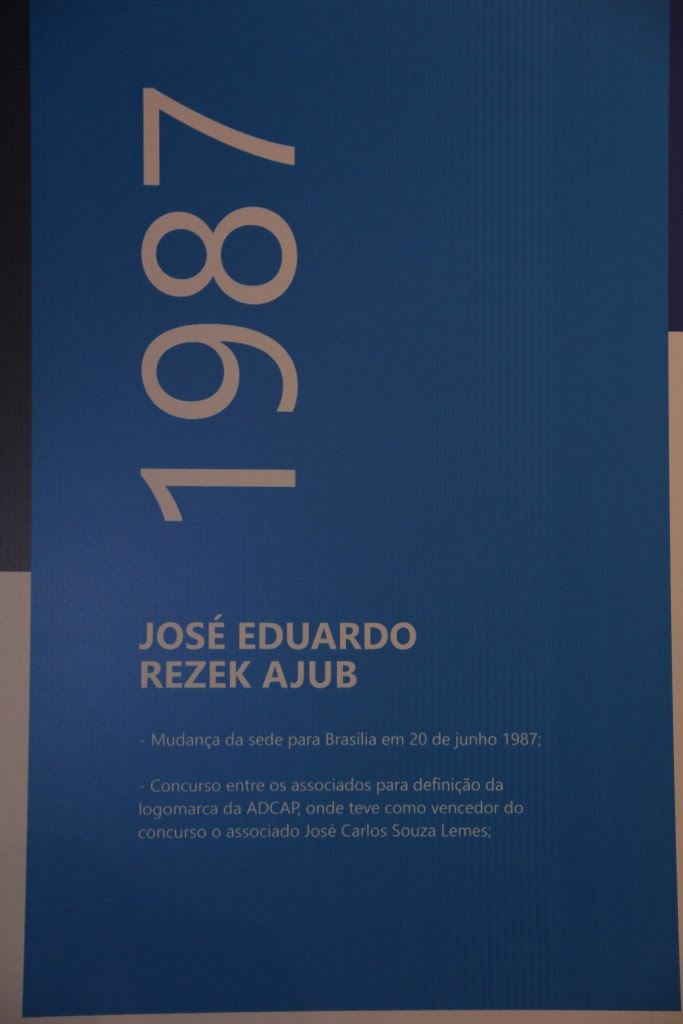 1987
JOSÉ EDUARDO
REZEK AJUB
- Mudança da sede para Brasília em 20 de junho 1987;
- Concurso entre os associados para definição da
logomarca da ADCAP, onde teve como vencedor do
concurso o associado José Carlos Souza Lemes;